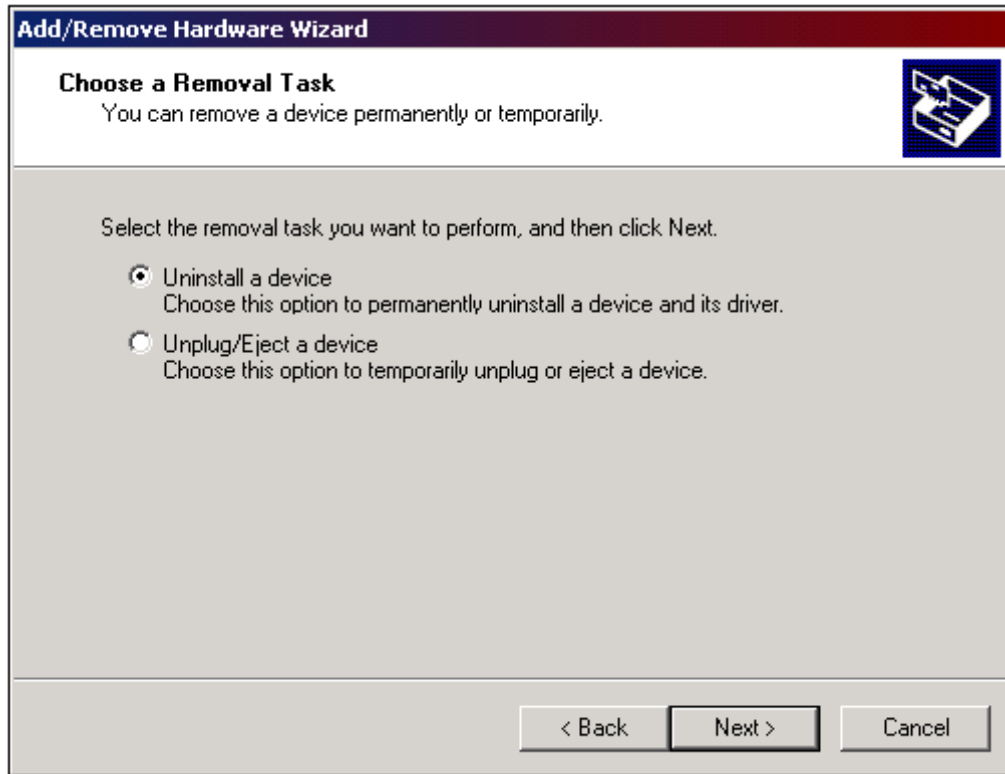 Add/Remove Hardware Wizard
Choose a Removal Task
You can remove a device permanently or temporarily.
Select the removal task you want to perform, and then click Next.
Uninstall a device
Choose this option to permanently uninstall a device and its driver.
Unplug/Eject a device
Choose this option to temporarily unplug or eject a device.
< Back
Next >
Cancel